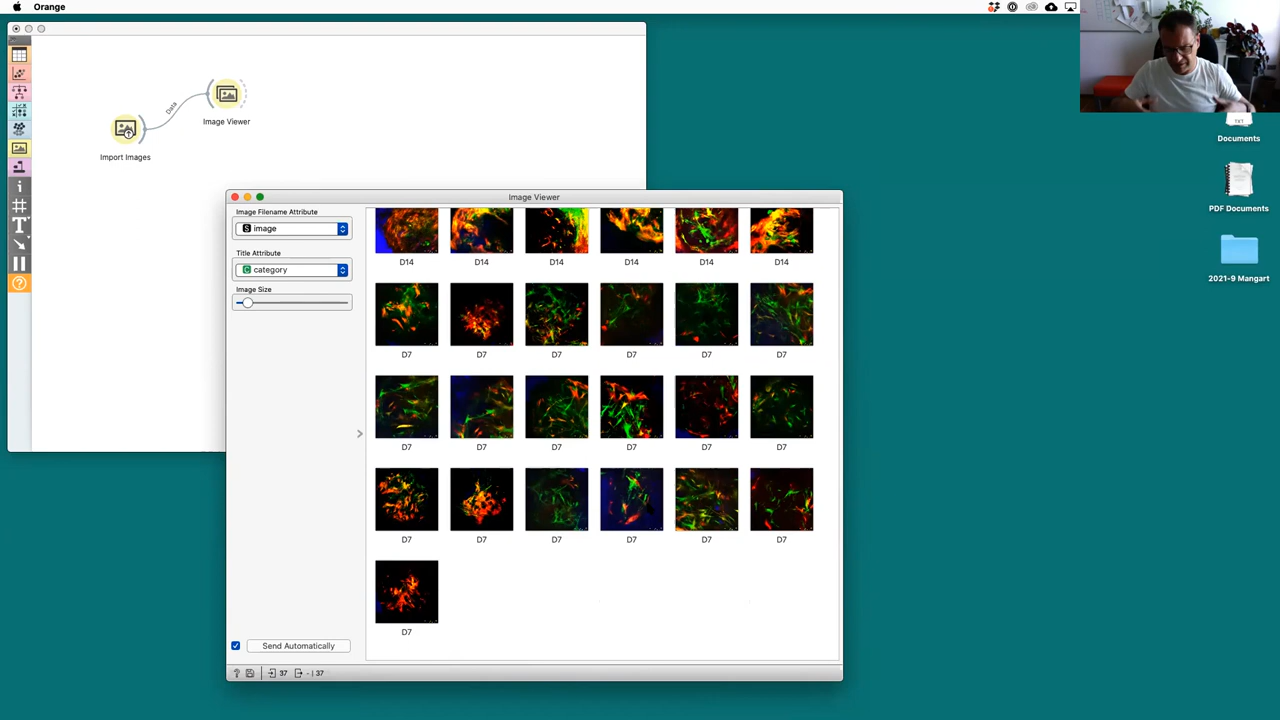 Orange
Data
Image Viewer
Import Images
TXT
Documents
PDF Documents
2021-9 Mangart
Image Viewer
Image Filename Attribute
S image
Title Attribute
C category
Image Size
Send Automatically
D14 D14 D14 D14 D14 D14
D7 D7 D7 D7 D7 D7
D7 D7 D7 D7 D7 D7
D7 D7 D7 D7 D7 D7
D7
? 37 - | 37